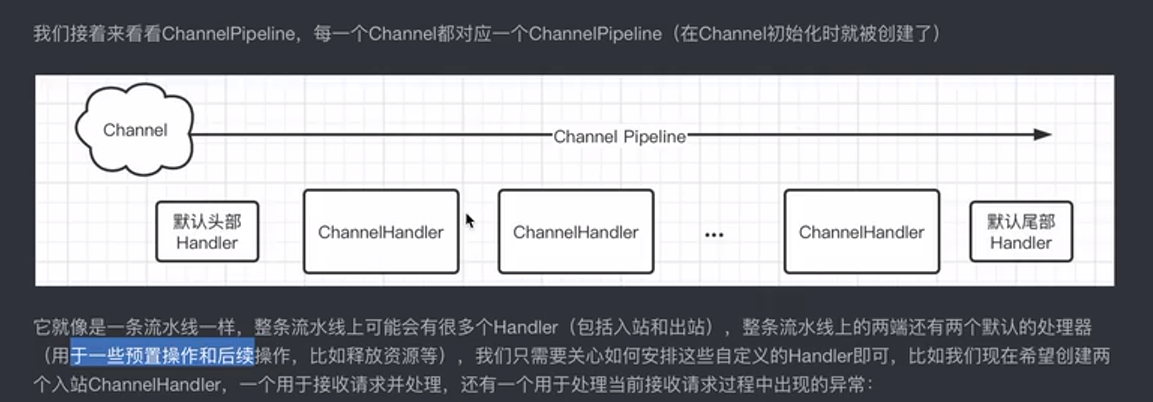 我们接着来看看ChannelPipeline，每一个Channel都对应一个ChannelPipeline（在Channel初始化时就被创建了）
Channel
Channel Pipeline
默认头部
Handler
ChannelHandler
ChannelHandler
...
ChannelHandler
默认尾部
Handler
它就像是一条流水线一样，整条流水线上可能会有很多个Handler（包括入站和出站），整条流水线上的两端还有两个默认的处理器
（用于一些预置操作和后续操作，比如释放资源等），我们只需要关心如何安排这些自定义的Handler即可，比如我们现在希望创建两
个入站ChannelHandler，一个用于接收请求并处理，还有一个用于处理当前接收请求过程中出现的异常：